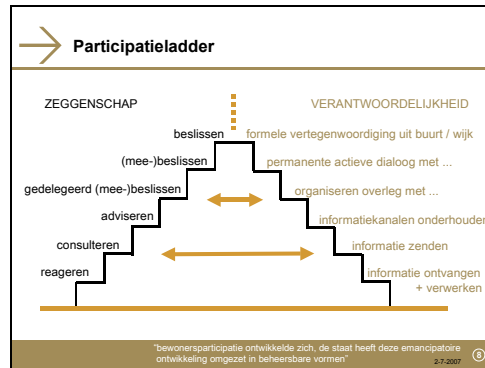 Participatieladder
ZEGGENSCHAP
VERANTWOORDELIJKHEID
beslissen
formele vertegenwoordiging uit buurt / wijk
(mee-)beslissen
permanente actieve dialoog met ...
gedelegeerd (mee-)beslissen
organiseren overleg met ...
adviseren
informatiekanalen onderhouden
consulteren
informatie zenden
reageren
informatie ontvangen
+ verwerken
"bewonersparticipatie ontwikkelde zich, de staat heeft deze emancipatoire
ontwikkeling omgezet in beheersbare vormen"
2-7-2007
8